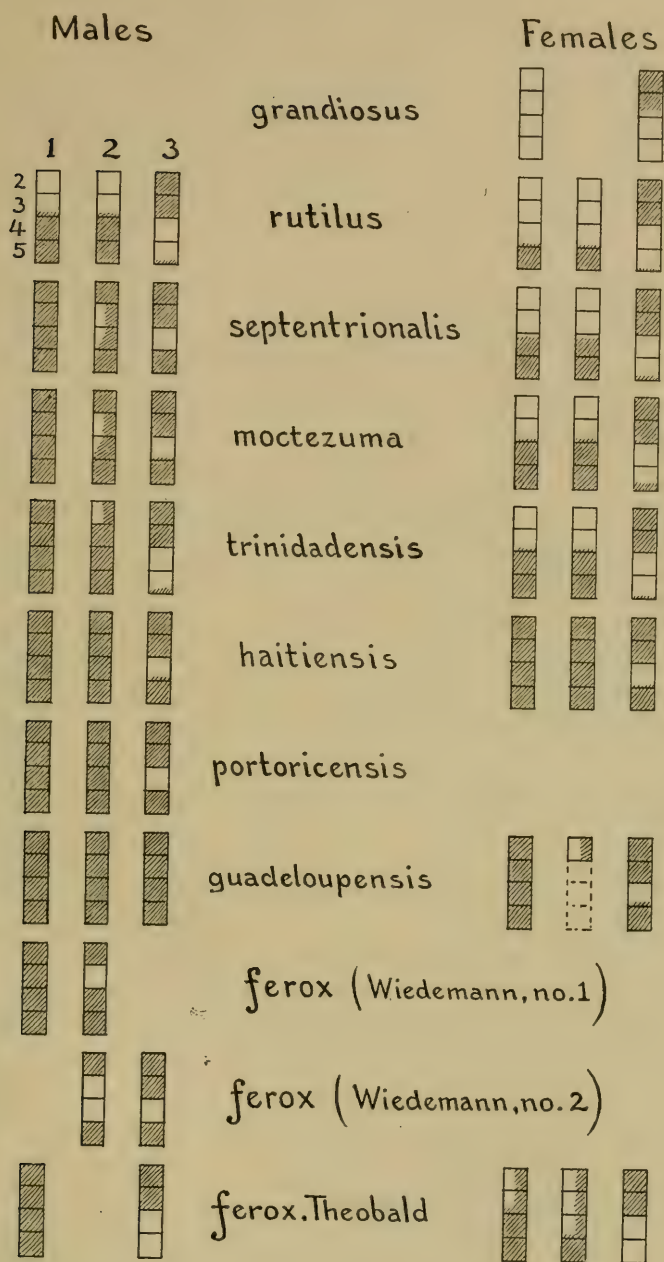 Males
Females
grandiosus
1 2 3
2
3
4
5
rutilus
septentrionalis
moctezuma
trinidadensis
haitiensis
portoricensis
guadeloupensis
ferox (Wiedemann, no.1)
ferox (Wiedemann, no. 2)
ferox. Theobald